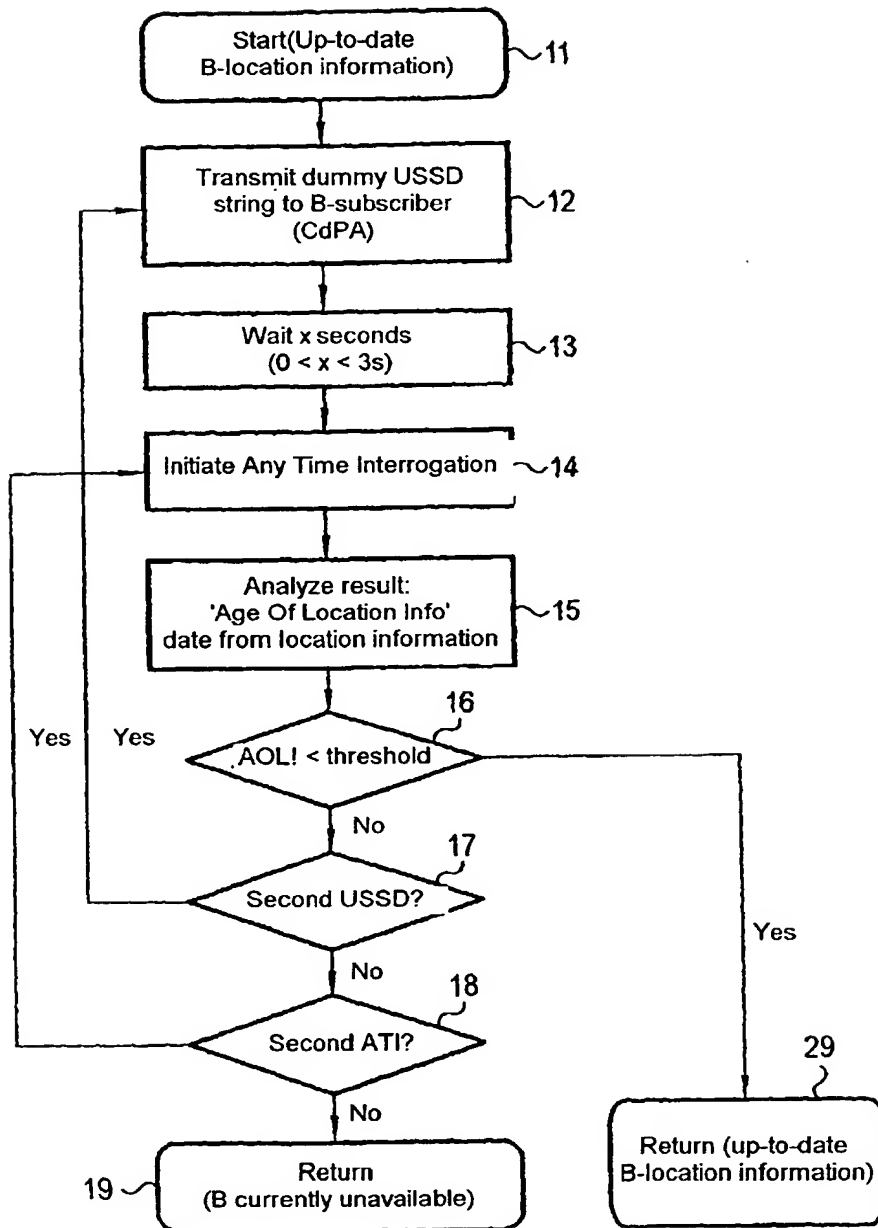 Start(Up-to-date
B-location information)
11
Transmit dummy USSD
string to B-subscriber
(CdPA)
12
Wait x seconds
(0 < x < 3s)
13
Initiate Any Time Interrogation
14
Analyze result:
'Age Of Location Info'
date from location information
15
16
AOL! < threshold
Yes
Yes
No
17
Second USSD?
Yes
No
18
Second ATI?
29
No
Return
(B currently unavailable)
19
Return (up-to-date
B-location information)